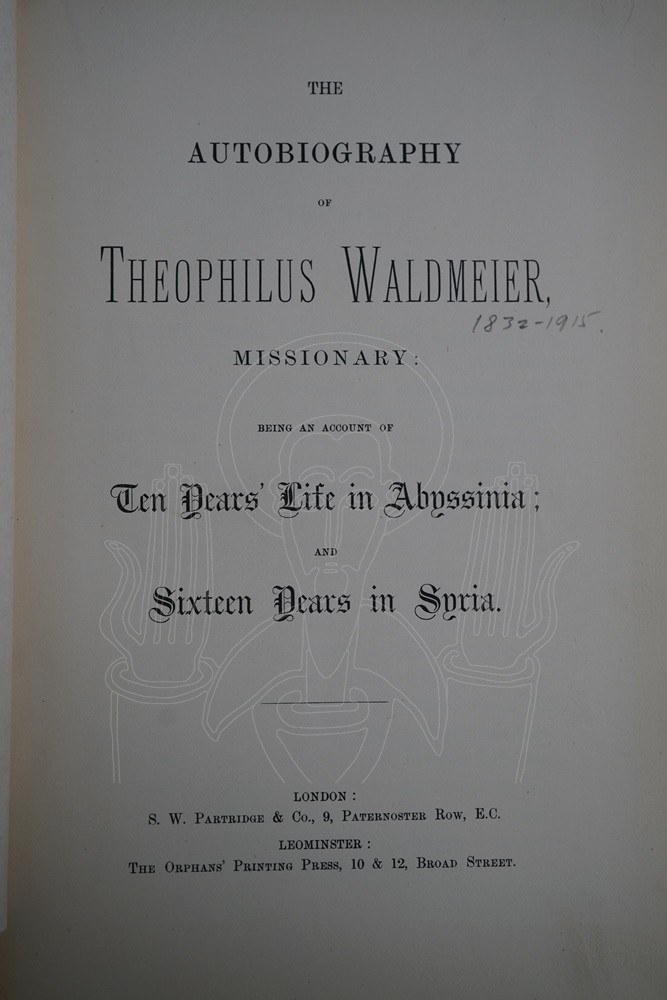 THE
AUTOBIOGRAPHY
OF
THEOPHILUS WALDMEIER,
1832-1915.
MISSIONARY:
BEING AN ACCOUNT OF
Ten Years' Life in Abyssinia;
AND
Sixteen Years in Syria.
LONDON:
S. W. PARTRIDGE & CO., 9, PATERNOSTER ROW, E.C.
LEOMINSTER:
THE ORPHANS' PRINTING PRESS, 10 & 12, BROAD STREET.